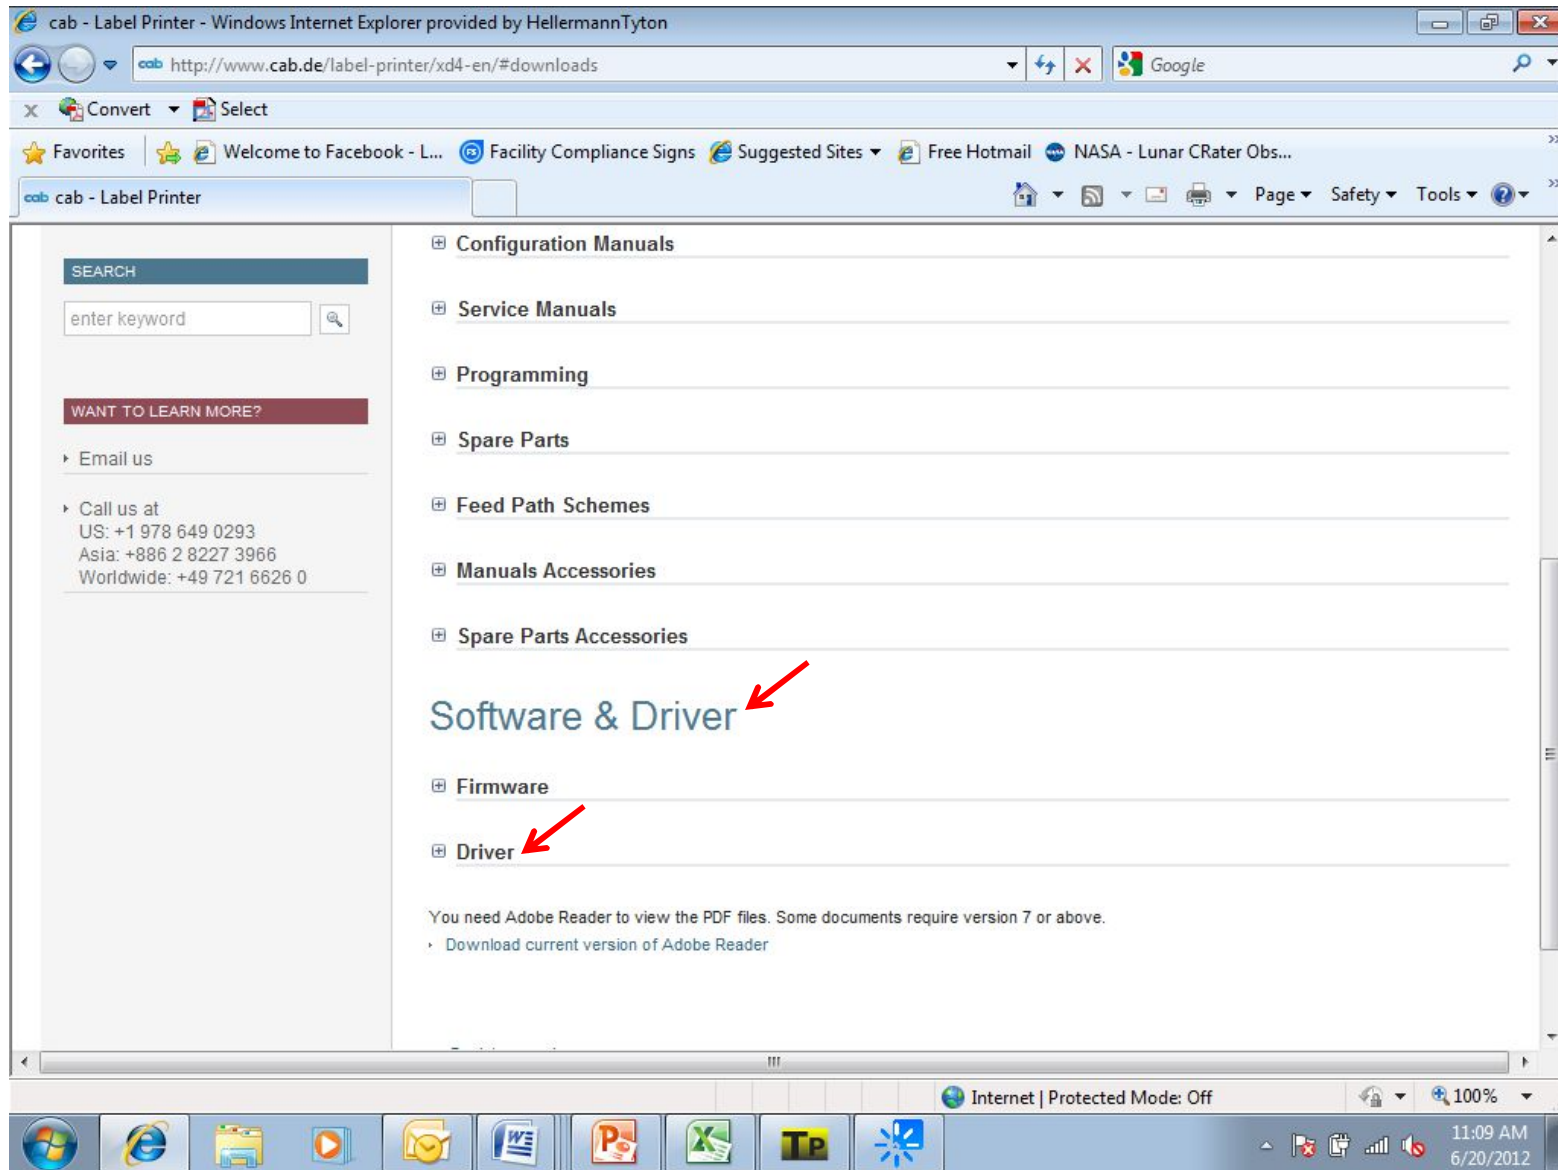 cab - Label Printer - Windows Internet Explorer provided by HellermannTyton
cab http://www.cab.de/label-printer/xd4-en/#downloads
Google
x Convert Select
Favorites Welcome to Facebook - L... Facility Compliance Signs Suggested Sites Free Hotmail NASA - Lunar CRater Obs...
cab cab - Label Printer
Page Safety Tools
SEARCH
enter keyword
WANT TO LEARN MORE?
Email us
Call us at
US: +1 978 649 0293
Asia: +886 2 8227 3966
Worldwide: +49 721 6626 0
Configuration Manuals
Service Manuals
Programming
Spare Parts
Feed Path Schemes
Manuals Accessories
Spare Parts Accessories
Software & Driver
Firmware
Driver
You need Adobe Reader to view the PDF files. Some documents require version 7 or above.
Download current version of Adobe Reader
Internet | Protected Mode: Off
100%
TP
11:09 AM
6/20/2012